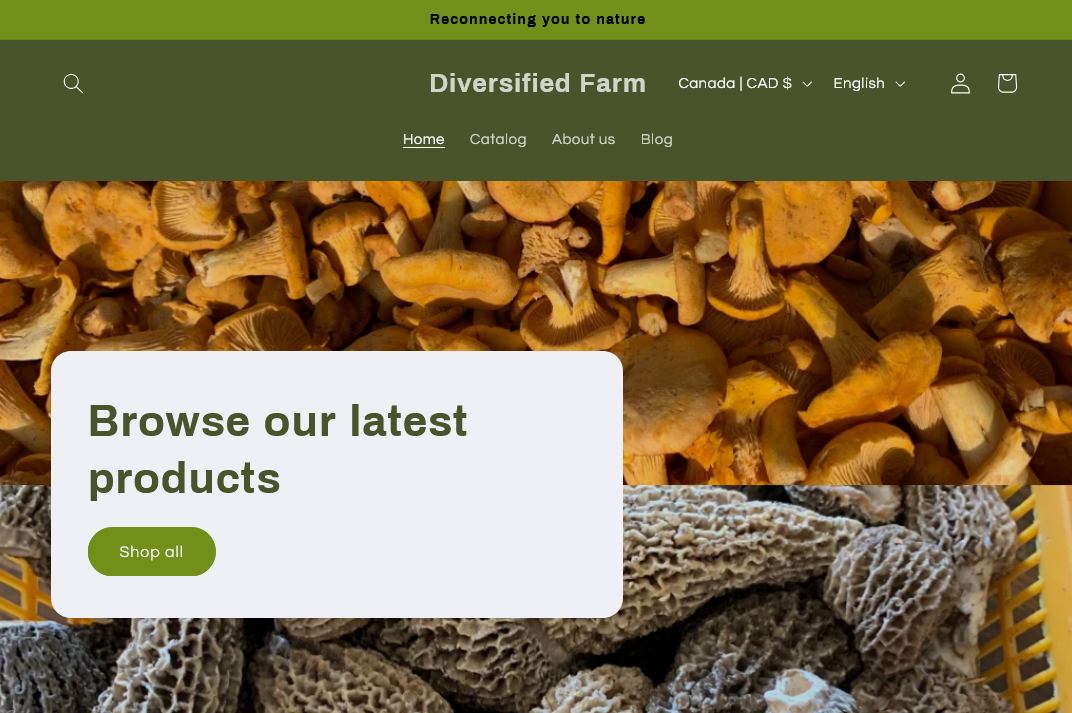 Reconnecting you to nature
Diversified Farm
Canada | CAD $
English
Home
Catalog
About us
Blog
Browse our latest
products
Shop all